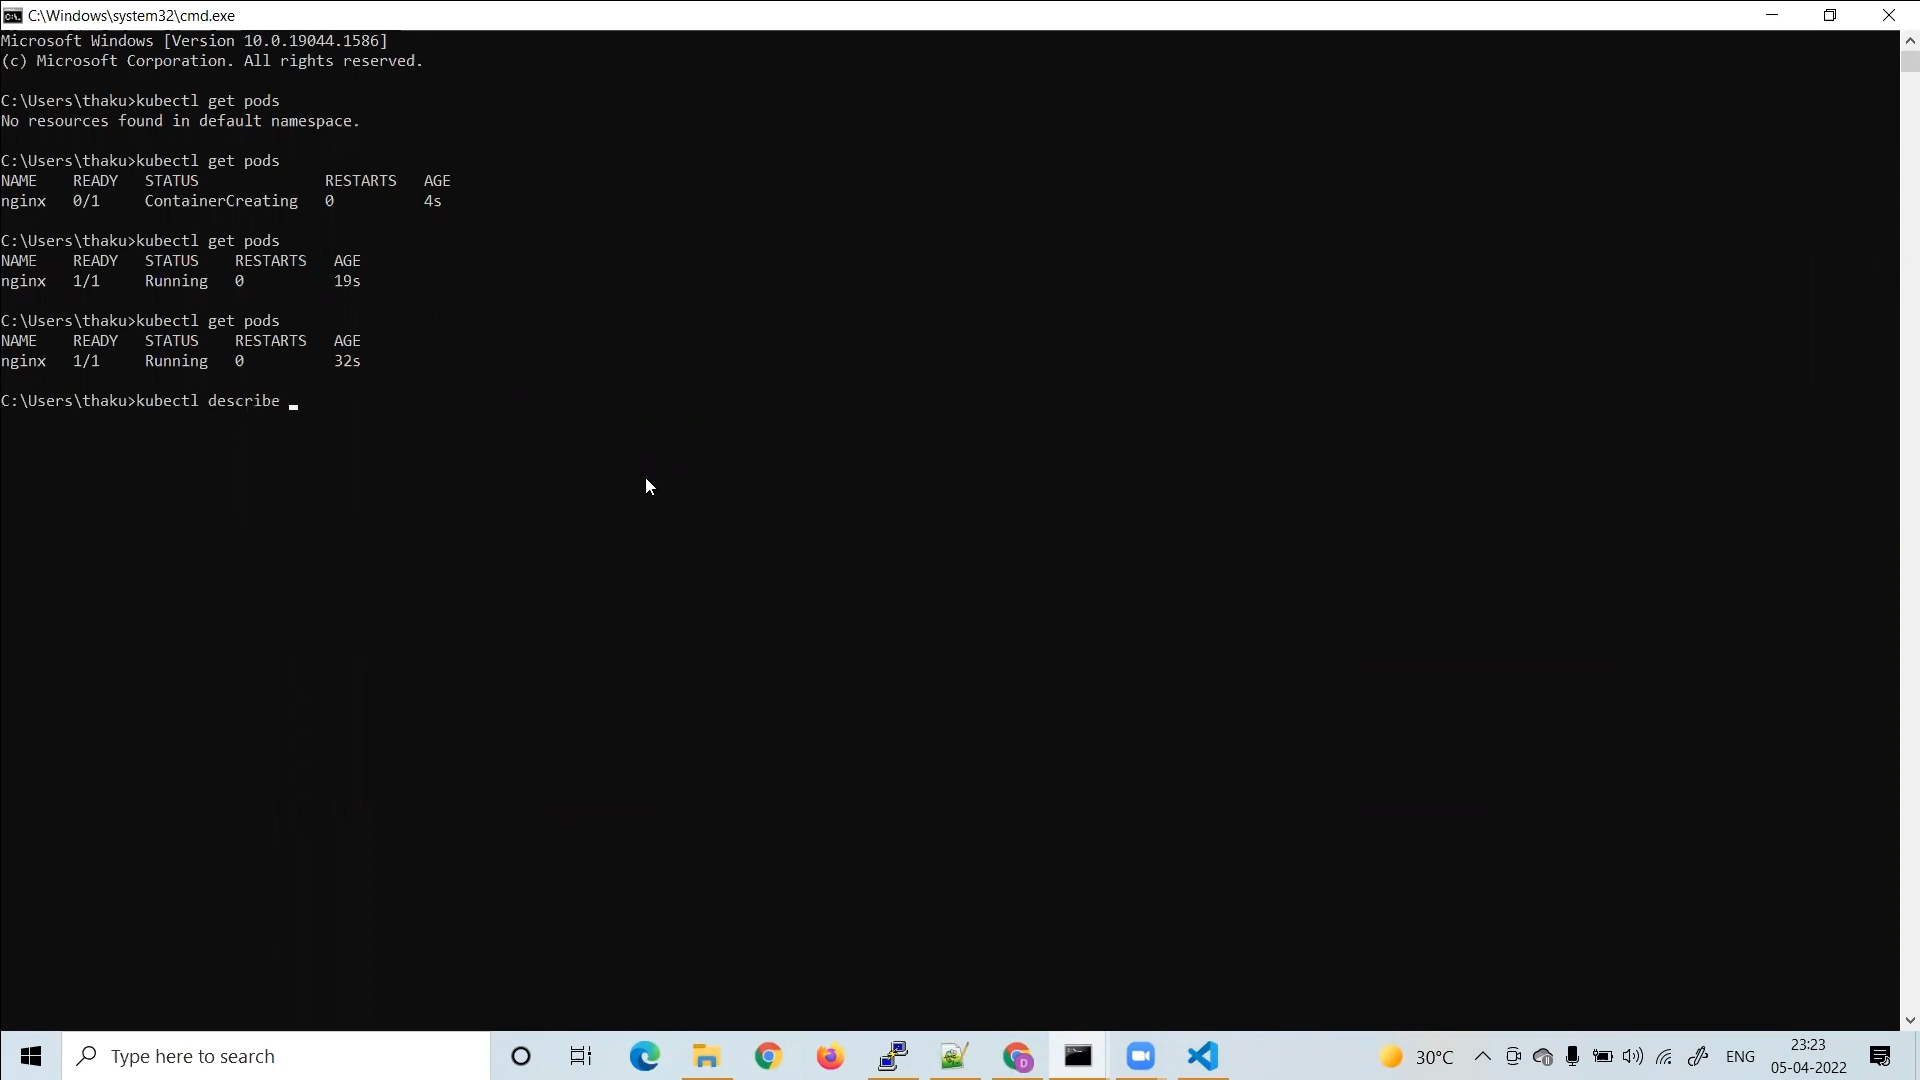 C:\Windows\system32\cmd.exe
Microsoft Windows [Version 10.0.19044.1586]
(c) Microsoft Corporation. All rights reserved.
C:\Users\thaku>kubectl get pods
No resources found in default namespace.
C:\Users\thaku>kubectl get pods
NAME READY STATUS RESTARTS AGE
nginx 0/1 ContainerCreating 0 4s
C:\Users\thaku>kubectl get pods
NAME READY STATUS RESTARTS AGE
nginx 1/1 Running 0 19s
C:\Users\thaku>kubectl get pods
NAME READY STATUS RESTARTS AGE
nginx 1/1 Running 0 32s
C:\Users\thaku>kubectl describe
Type here to search
30°C
ENG
23:23
05-04-2022